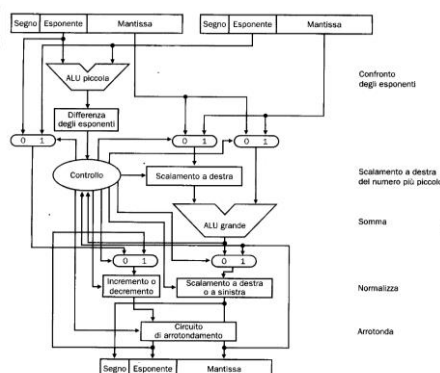 Segno Esponente Mantissa
Segno Esponente Mantissa
ALU piccola
Confronto
degli esponenti
Differenza
degli esponenti
0 1
0 1
0 1
Controllo
Scalamento a destra
Scalamento a destra
del numero più piccolo
ALU grande
Somma
0 1
0 1
Incremento o
decremento
Scalamento a destra
o a sinistra
Normalizza
Circuito
di arrotondamento
Arrotonda
Segno Esponente Mantissa